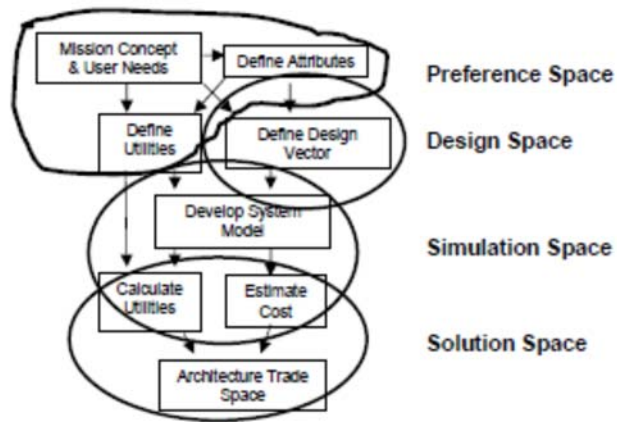 Mission Concept
& User Needs
Define Attributes
Preference Space
Define
Utilities
Define Design
Vector
Design Space
Develop System
Model
Simulation Space
Calculate
Utilities
Estimate
Cost
Solution Space
Architecture Trade
Space